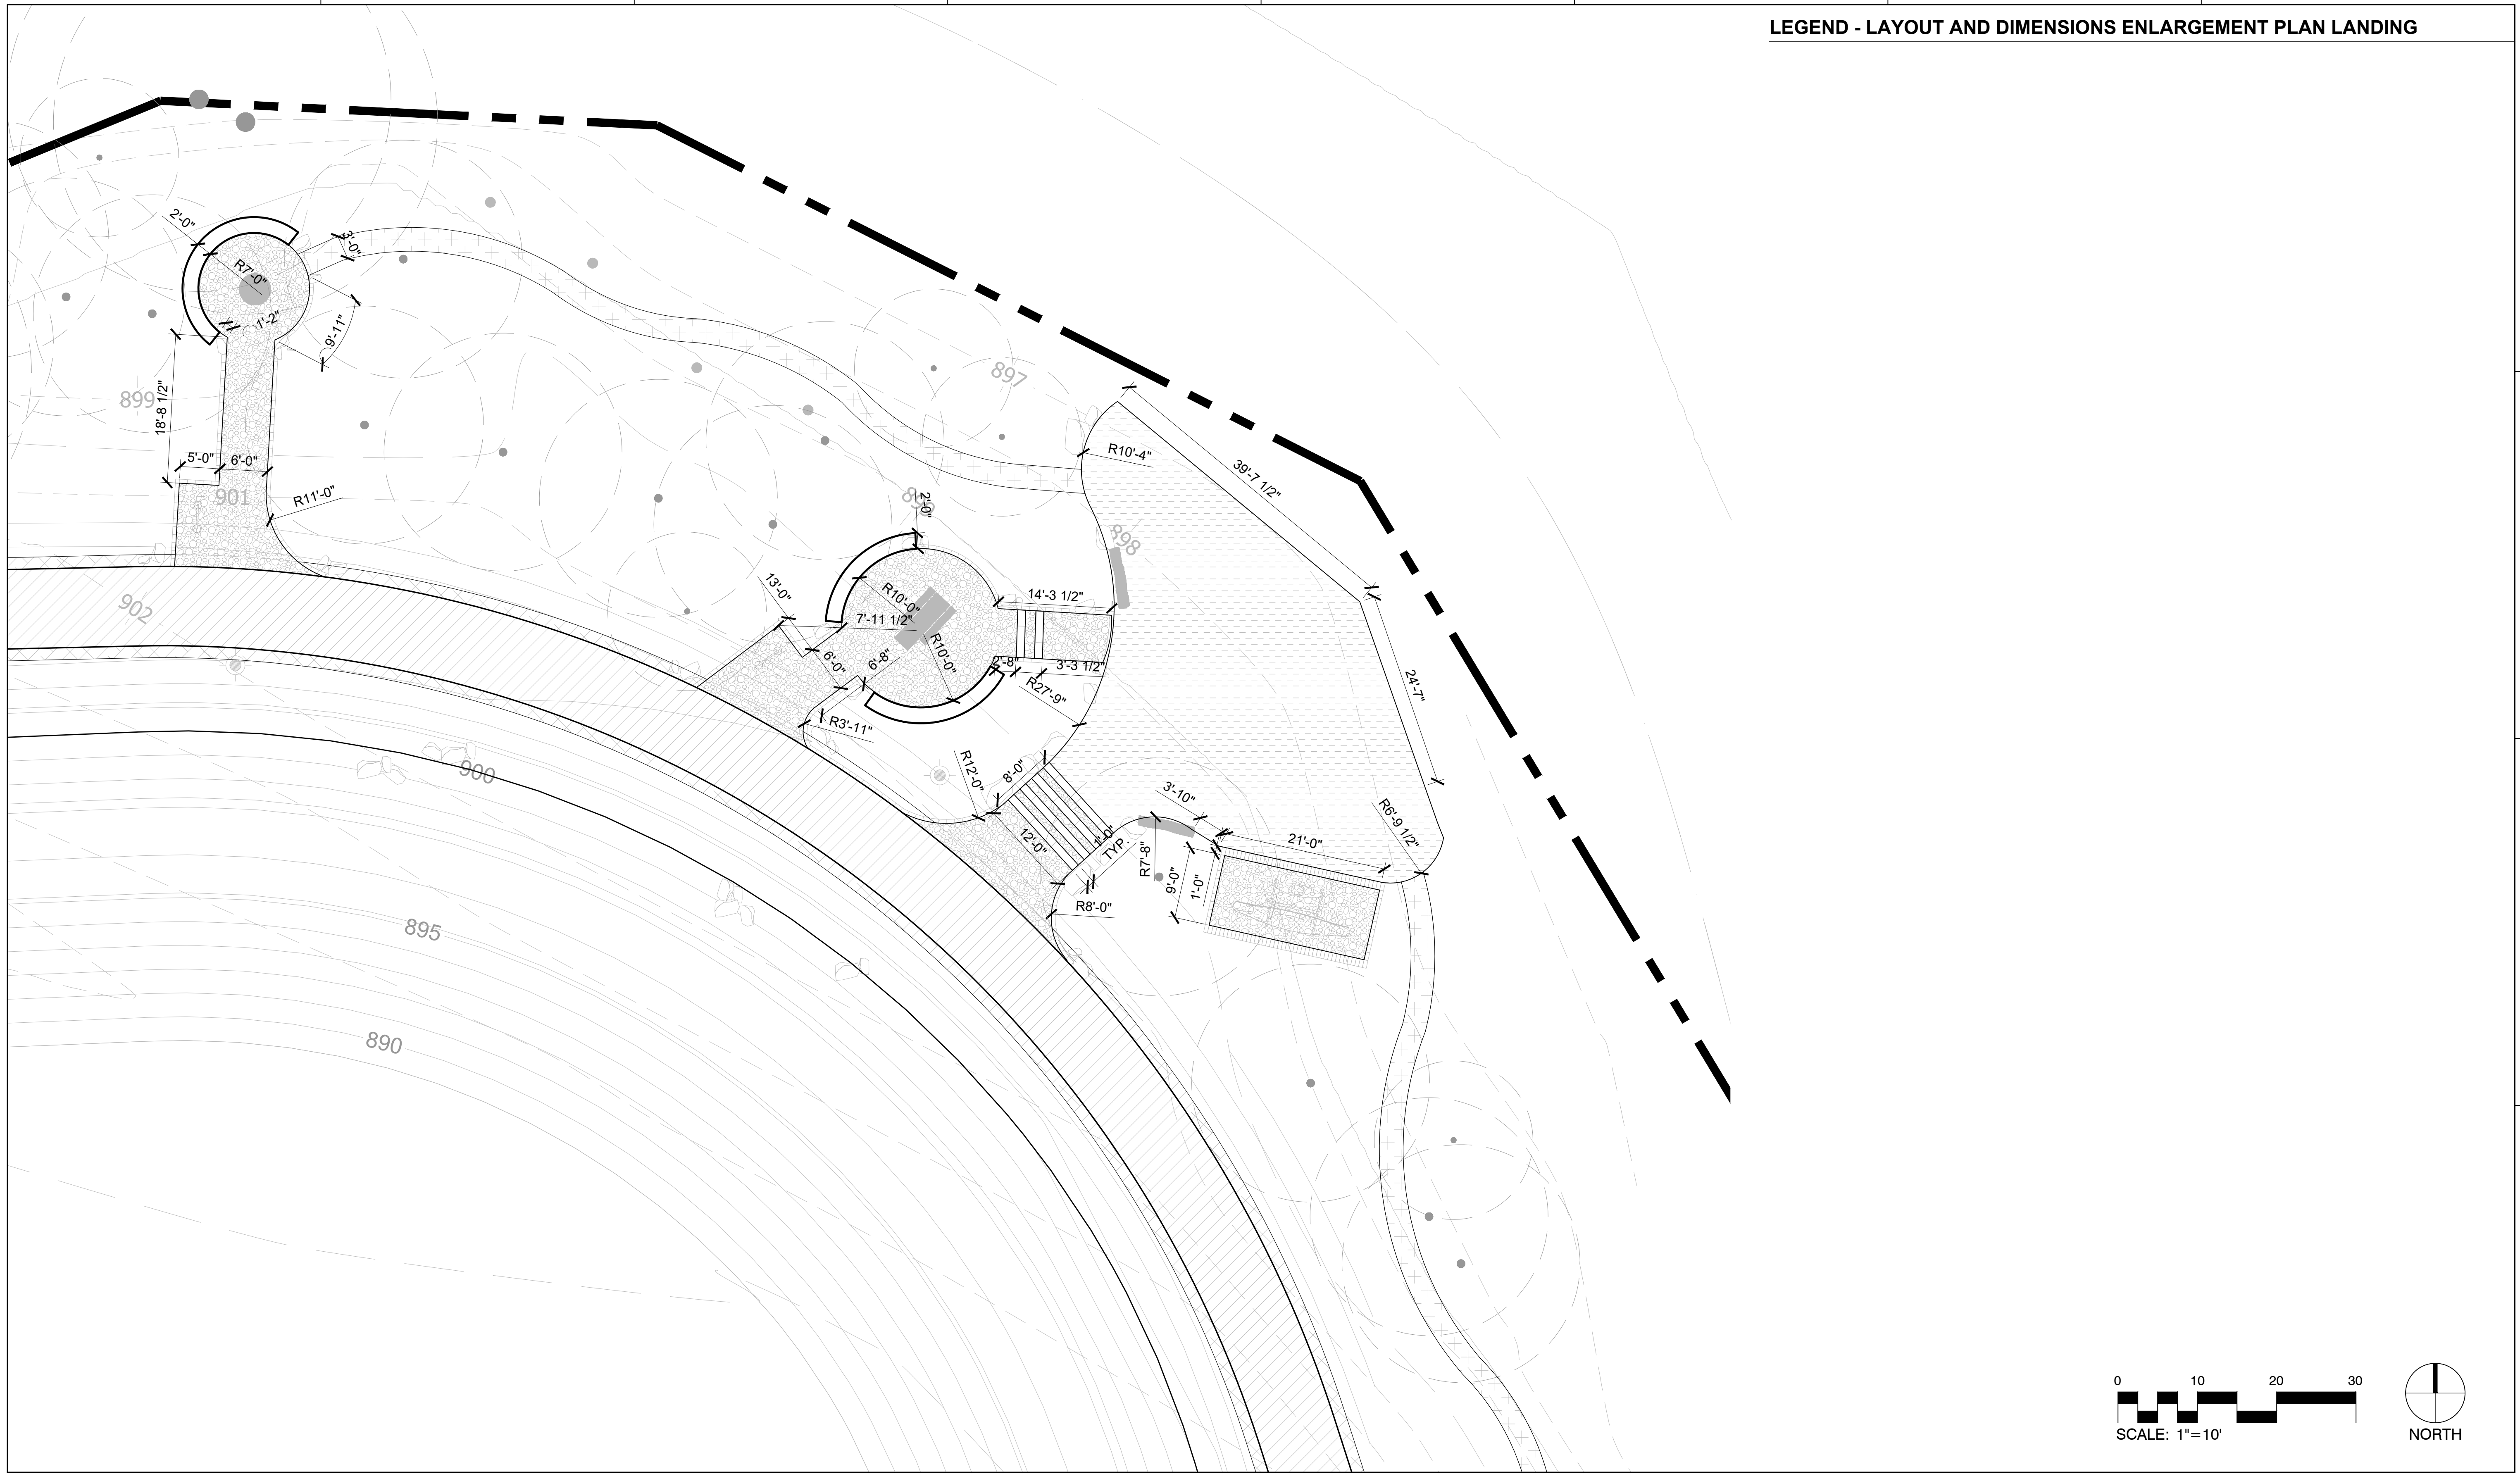 LEGEND - LAYOUT AND DIMENSIONS ENLARGEMENT PLAN LANDING
2'-0"
3'-0"
R7'-0"
1'-2"
9'-11"
897
899
18'-8 1/2"
5'-0"
6'-0"
901
R11'-0"
R10'-4"
39'-7 1/2"
2'-0"
898
902
13'-0"
R10'-0"
7'-11 1/2"
14'-3 1/2"
6'-0"
6'-8"
R10'-0"
2'-8"
3'-3 1/2"
R27'-9"
24'-7"
R3'-11"
900
R12'-0"
8'-0"
3'-10"
R6'-9 1/2"
12'-0"
1'-0"
TYP.
R7'-8"
21'-0"
9'-0"
1'-0"
R8'-0"
895
890
0 10 20 30
SCALE: 1"=10'
NORTH